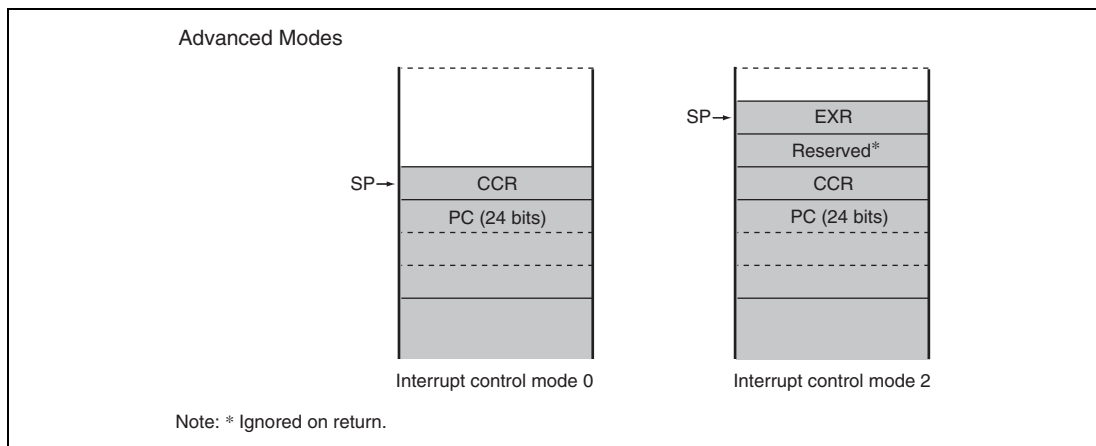 Advanced Modes
SP
CCR
PC (24 bits)
Interrupt control mode 0
SP
EXR
Reserved*
CCR
PC (24 bits)
Interrupt control mode 2
Note: * Ignored on return.